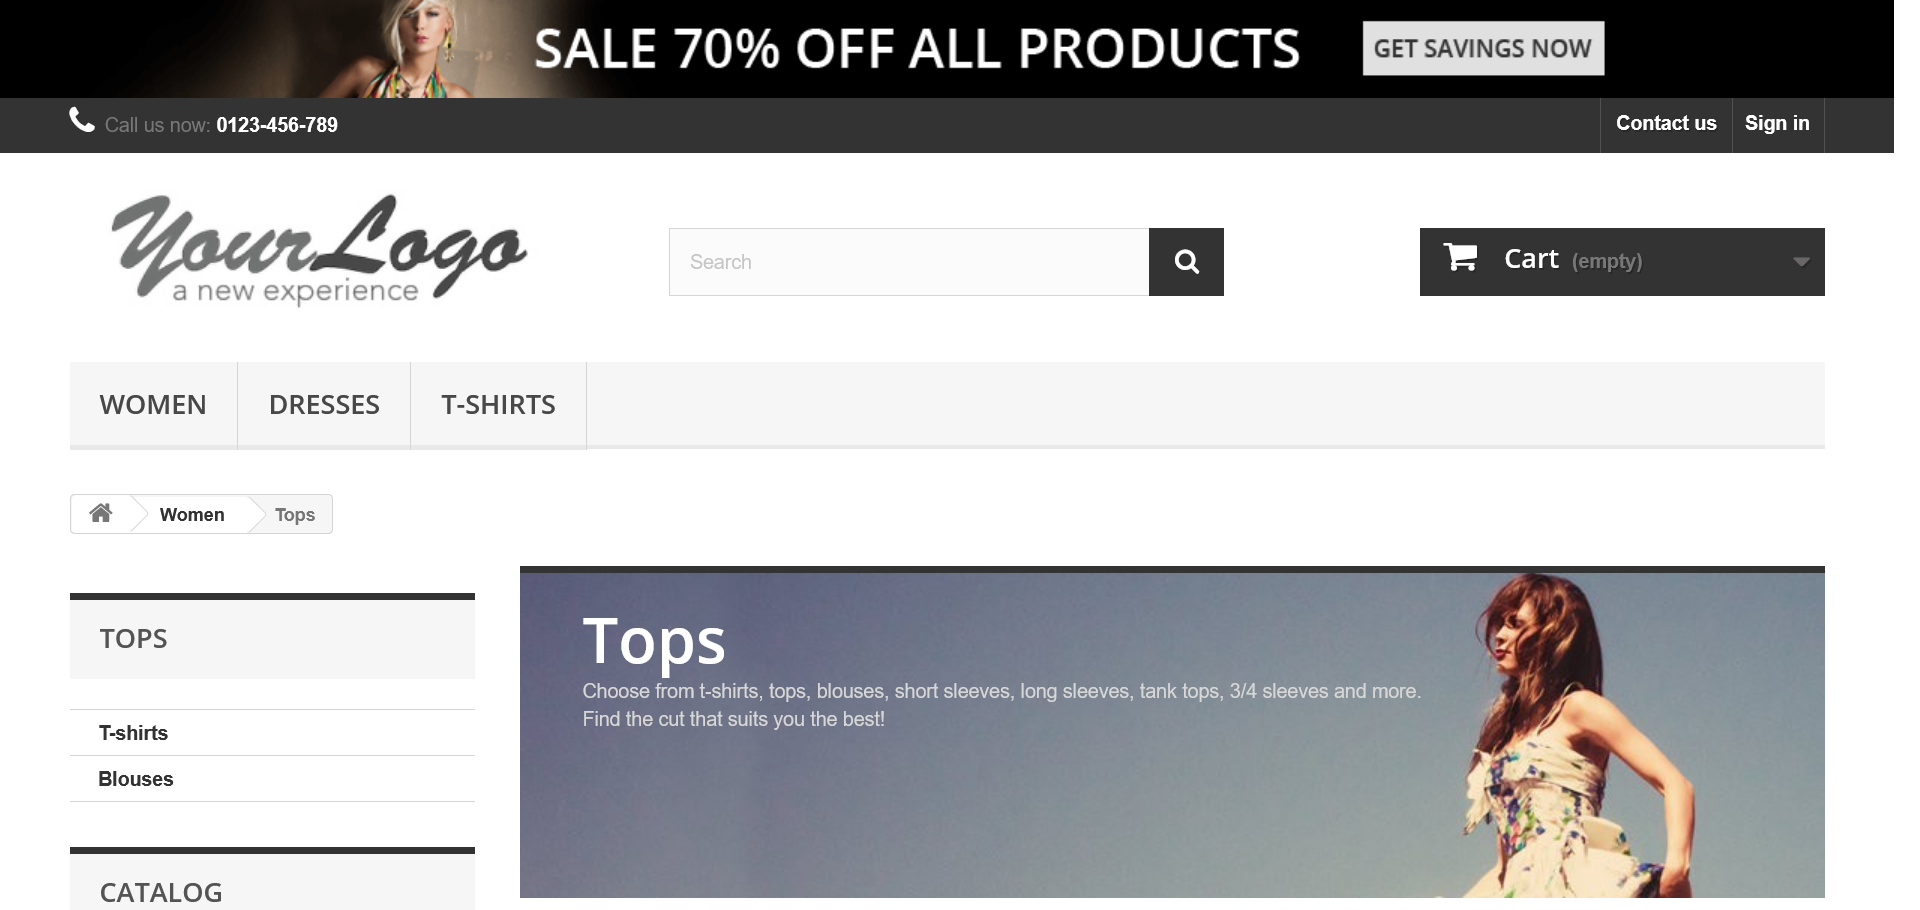 SALE 70% OFF ALL PRODUCTS
GET SAVINGS NOW
Call us now: 0123-456-789
Contact us
Sign in
Your Logo
a new experience
Search
Cart (empty)
WOMEN
DRESSES
T-SHIRTS
Women
Tops
TOPS
T-shirts
Blouses
CATALOG
Tops
Choose from t-shirts, tops, blouses, short sleeves, long sleeves, tank tops, 3/4 sleeves and more.
Find the cut that suits you the best!